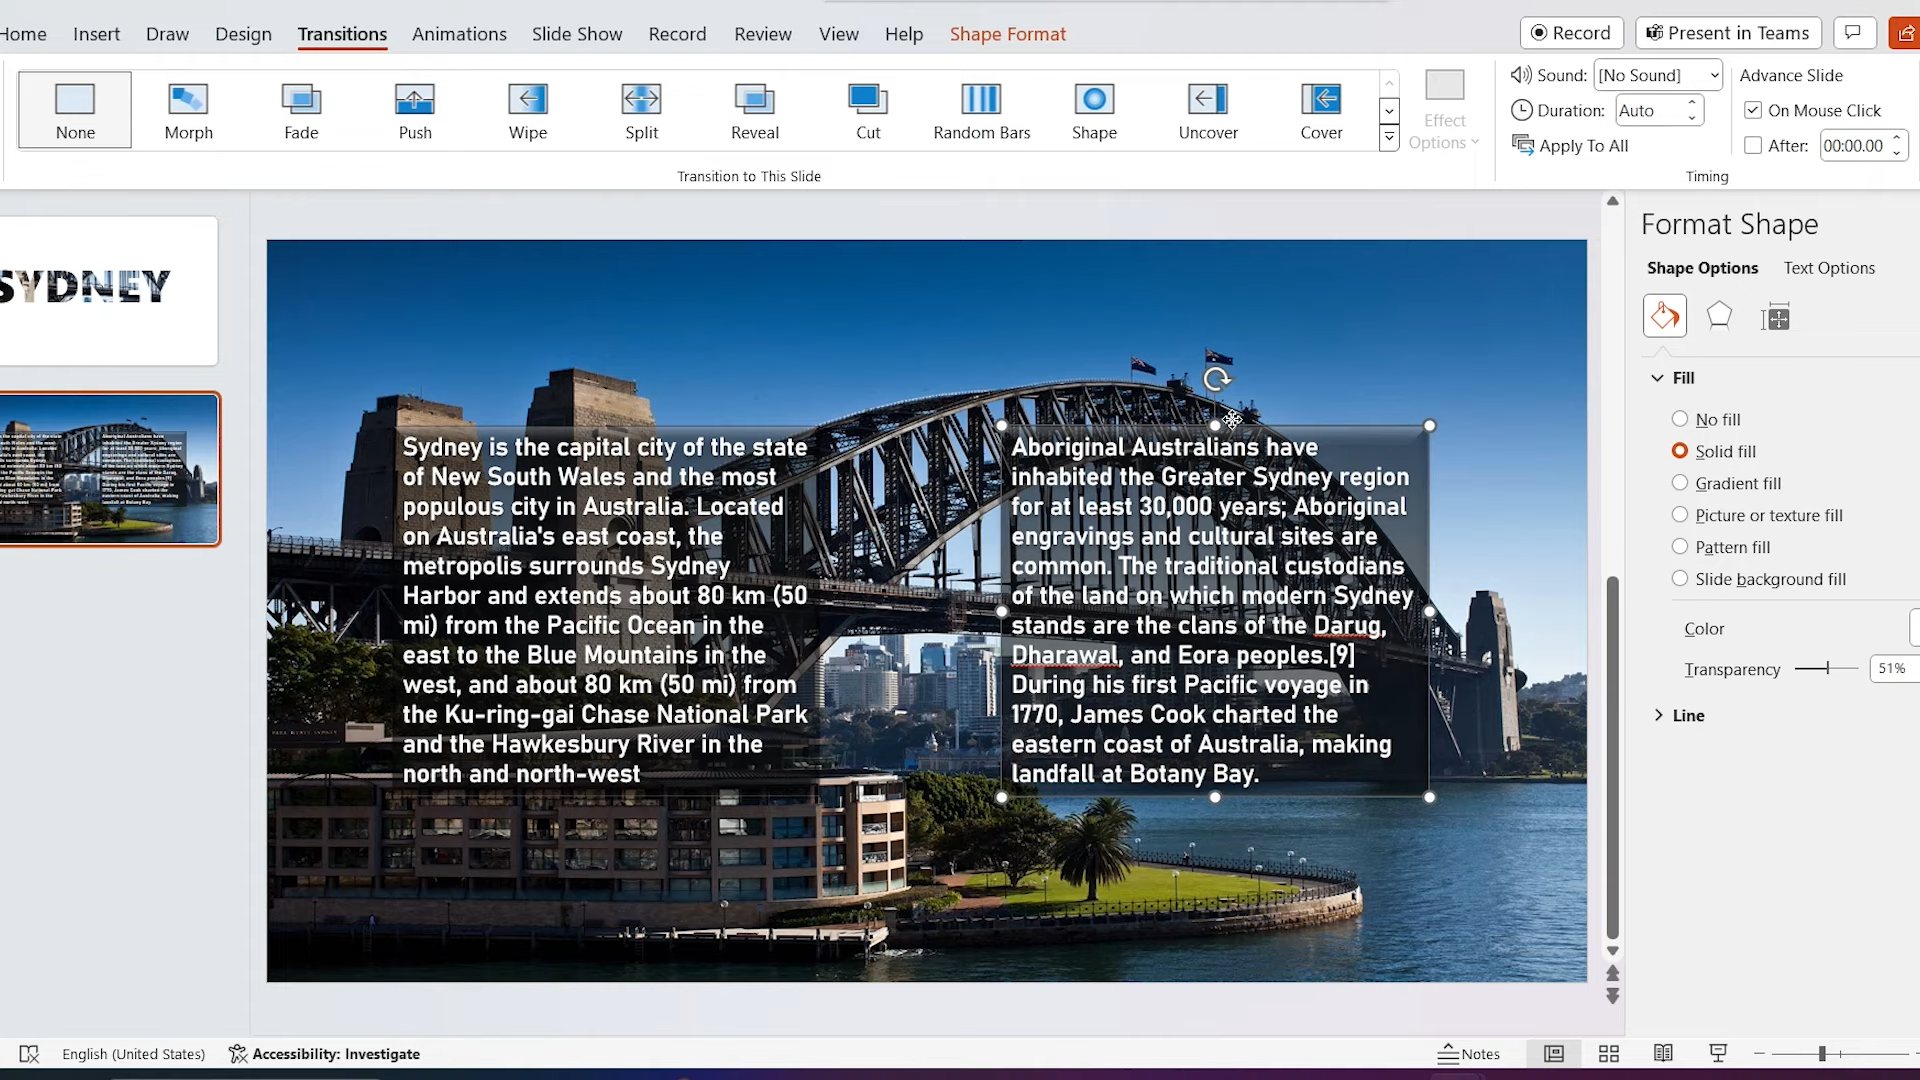 Home Insert Draw Design Transitions Animations Slide Show Record Review View Help Shape Format
Record Present in Teams
None Morph Fade Push Wipe Split Reveal Cut Random Bars Shape Uncover Cover
Effect
Options
Transition to This Slide
Sound: [No Sound]
Duration: Auto
Apply To All
Advance Slide
On Mouse Click
After: 00:00.00
Timing
SYDNEY
Sydney is the capital city of the state
of New South Wales and the most
populous city in Australia. Located
on Australia's east coast, the
metropolis surrounds Sydney
Harbor and extends about 80 km (50
mi) from the Pacific Ocean in the
east to the Blue Mountains in the
west, and about 80 km (50 mi) from
the Ku-ring-gai Chase National Park
and the Hawkesbury River in the
north and north-west
Aboriginal Australians have
inhabited the Greater Sydney region
for at least 30,000 years; Aboriginal
engravings and cultural sites are
common. The traditional custodians
of the land on which modern Sydney
stands are the clans of the Darug,
Dharawal, and Eora peoples.[9]
During his first Pacific voyage in
1770, James Cook charted the
eastern coast of Australia, making
landfall at Botany Bay.
Format Shape
Shape Options Text Options
Fill
No fill
Solid fill
Gradient fill
Picture or texture fill
Pattern fill
Slide background fill
Color
Transparency 51%
Line
English (United States) Accessibility: Investigate
Notes